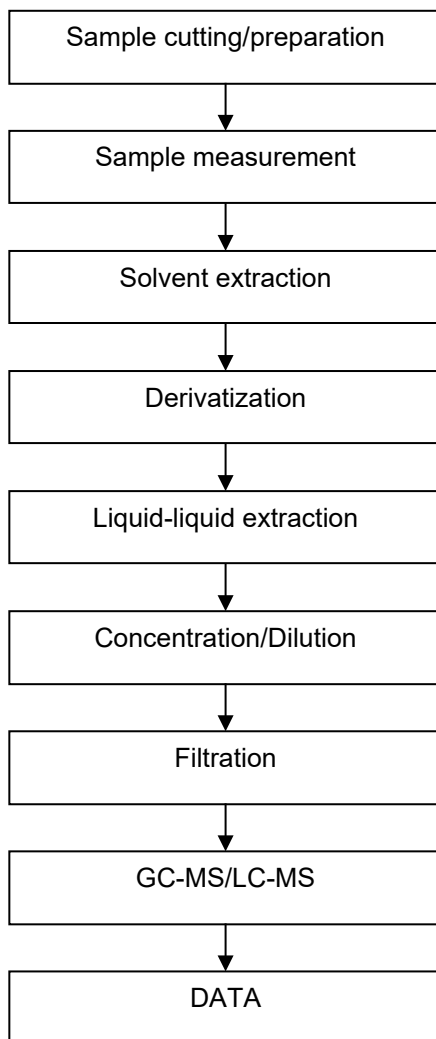 Sample cutting/preparation
Sample measurement
Solvent extraction
Derivatization
Liquid-liquid extraction
Concentration/Dilution
Filtration
GC-MS/LC-MS
DATA